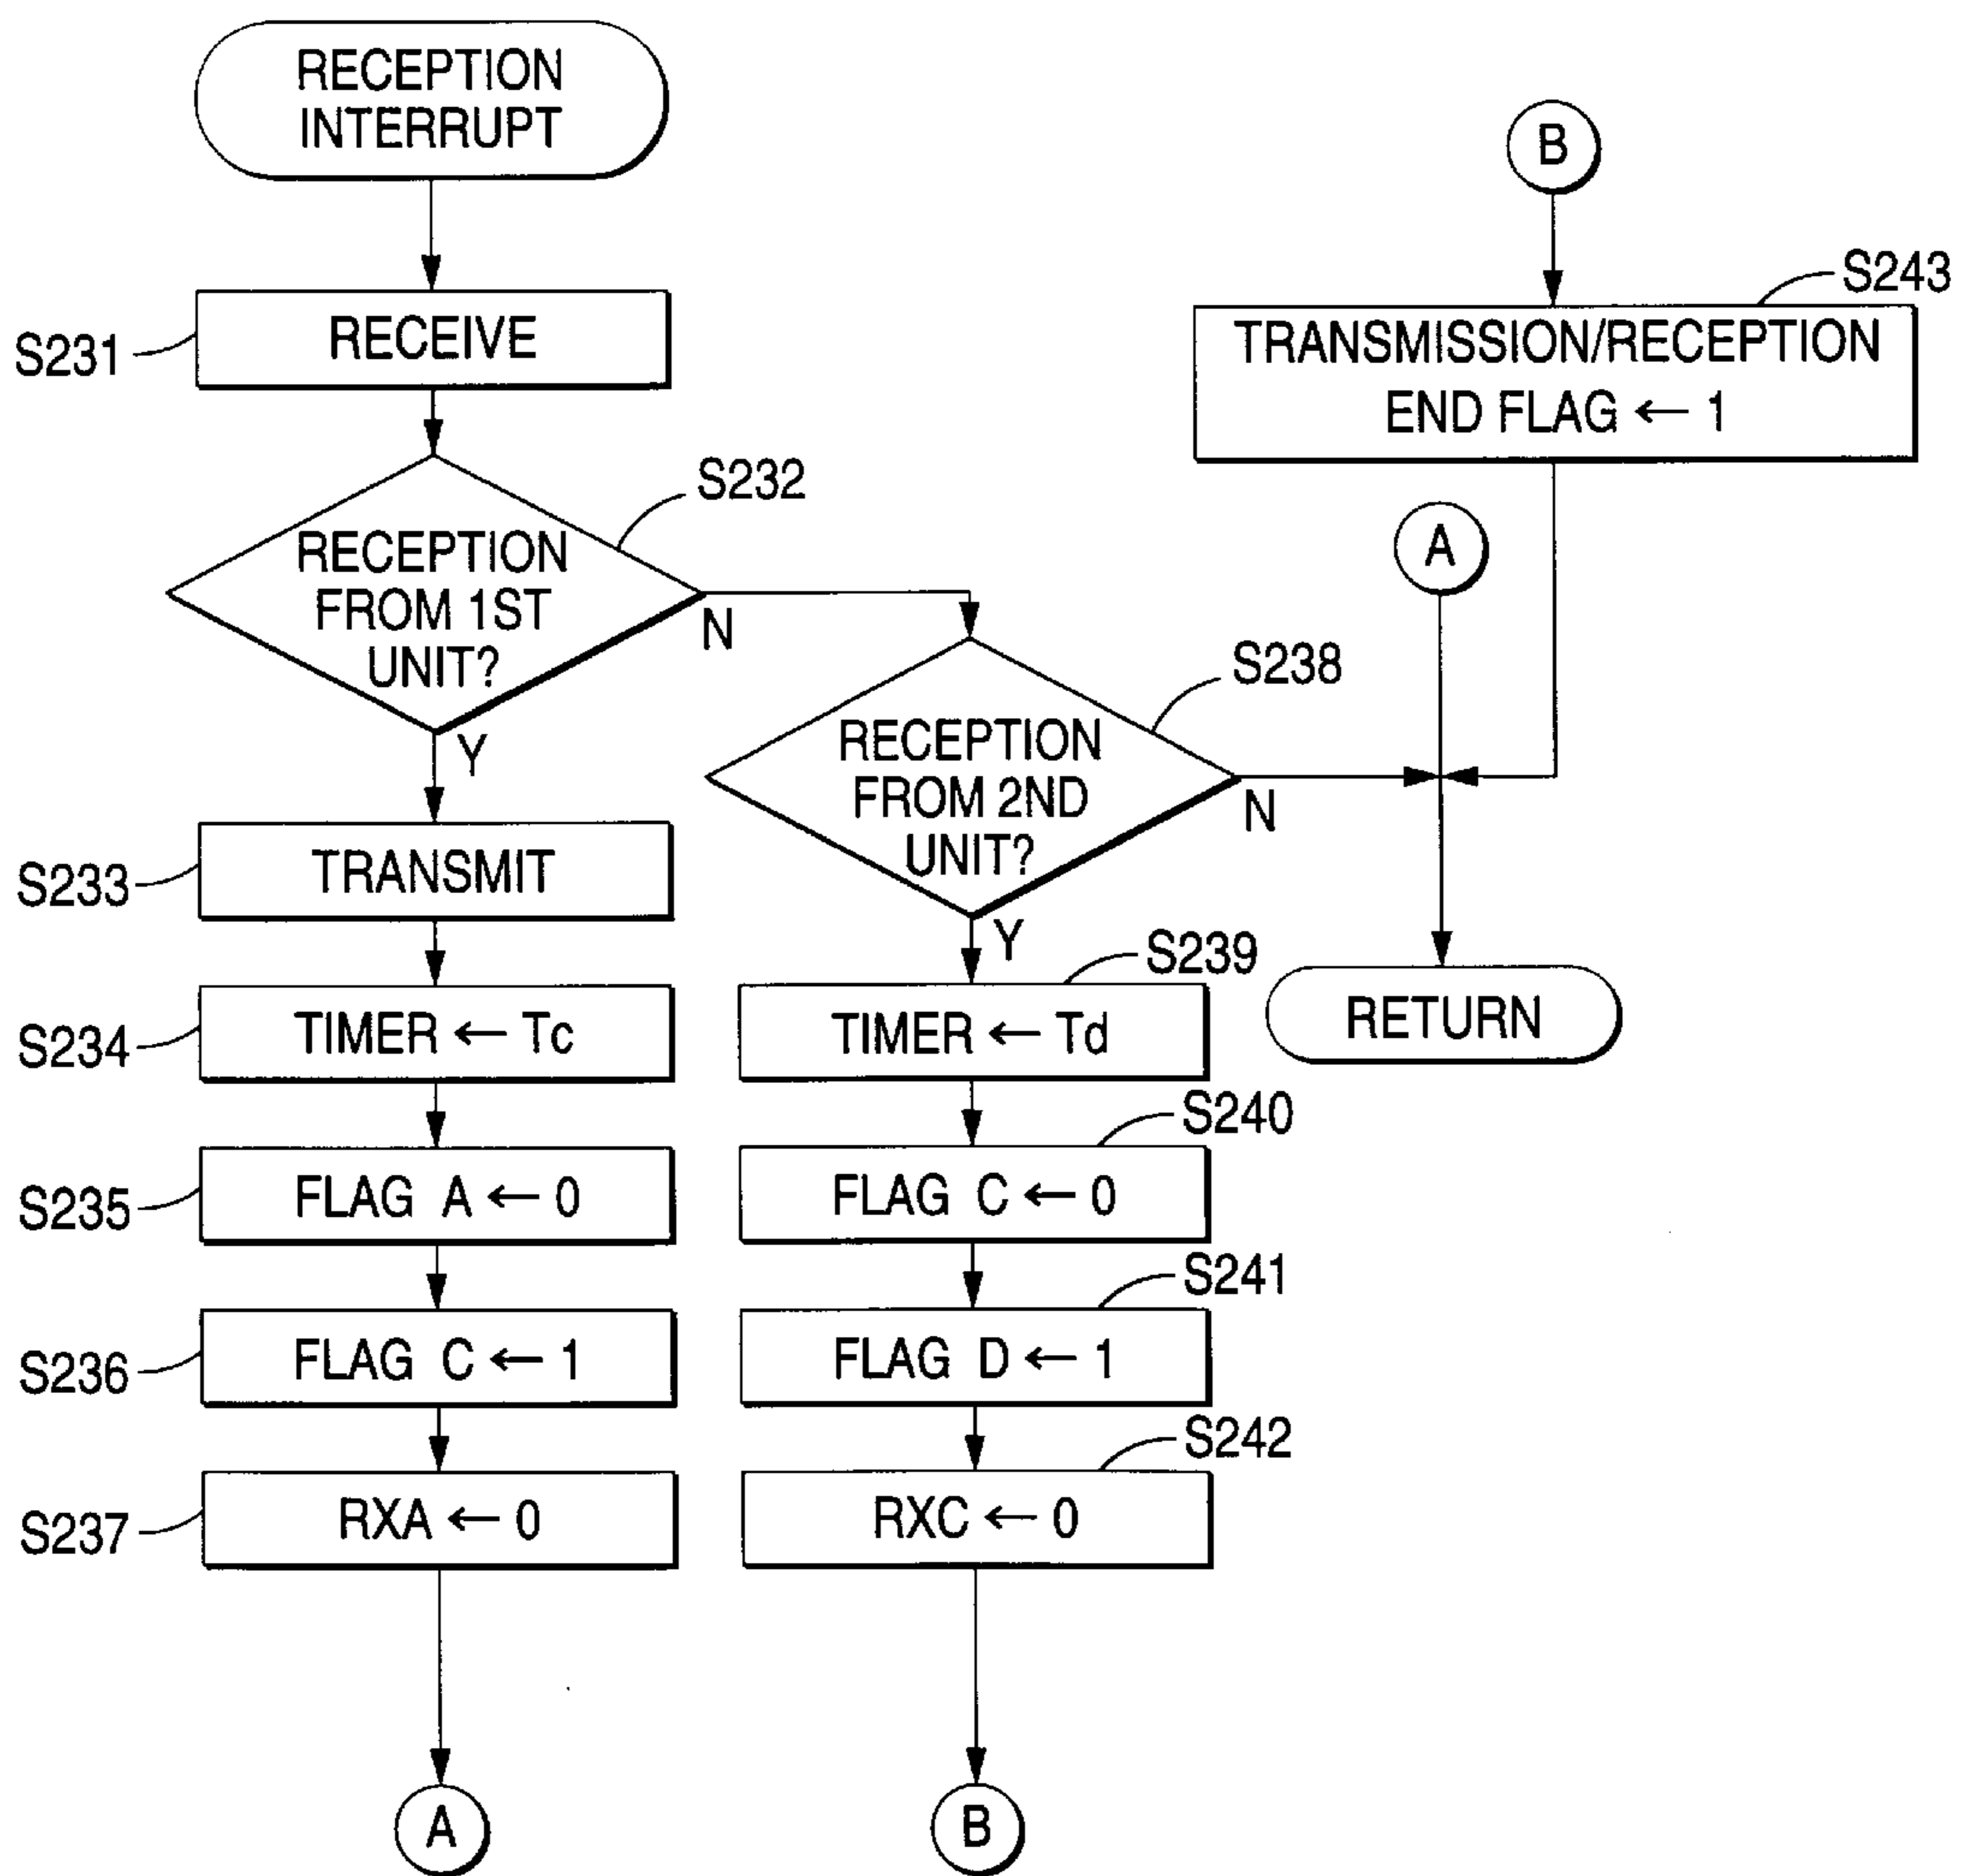 RECEPTION
INTERRUPT
S231
RECEIVE
S232
RECEPTION
FROM 1ST
UNIT?
N
Y
S233
TRANSMIT
S234
TIMER ← Tc
S235
FLAG A ← 0
S236
FLAG C ← 1
S237
RXA ← 0
A
S238
RECEPTION
FROM 2ND
UNIT?
N
Y
S239
TIMER ← Td
S240
FLAG C ← 0
S241
FLAG D ← 1
S242
RXC ← 0
B
B
S243
TRANSMISSION/RECEPTION
END FLAG ← 1
A
RETURN